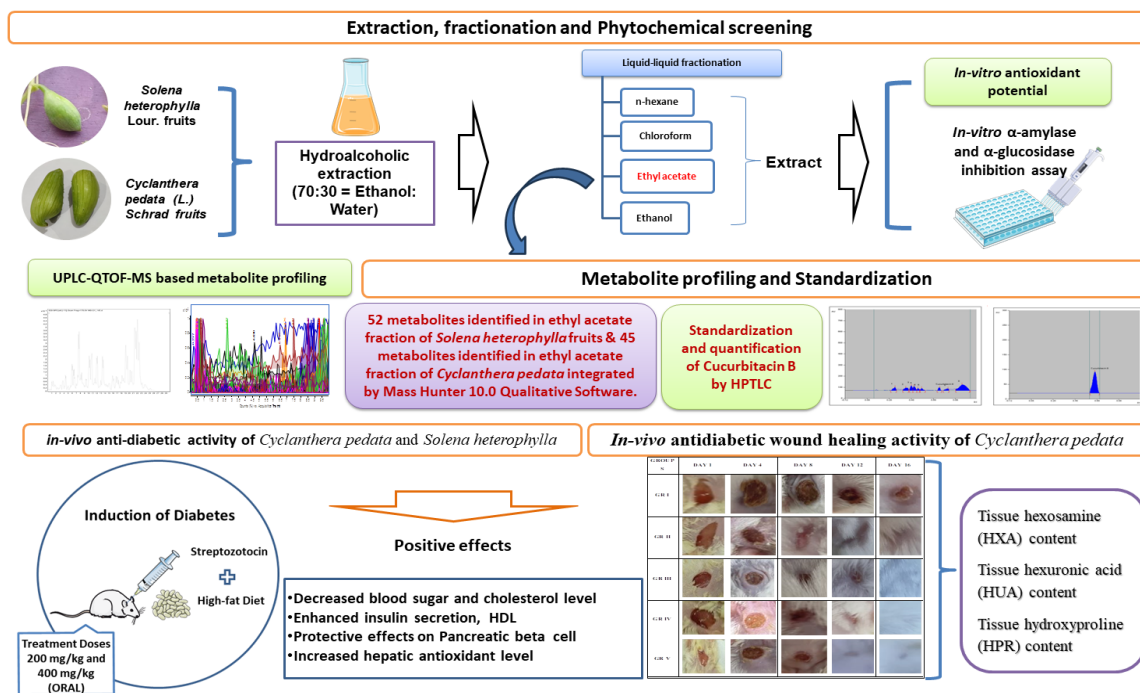 Extraction, fractionation and Phytochemical screening
Solena
heterophylla
Lour. fruits
Cyclanthera
pedata (L.)
Schrad fruits
Hydroalcoholic
extraction
(70:30 = Ethanol:
Water)
Liquid-liquid fractionation
n-hexane
Chloroform
Ethyl acetate
Ethanol
Extract
In-vitro antioxidant
potential
In-vitro α-amylase
and α-glucosidase
inhibition assay
UPLC-QTOF-MS based metabolite profiling
Metabolite profiling and Standardization
52 metabolites identified in ethyl acetate
fraction of Solena heterophylla fruits & 45
metabolites identified in ethyl acetate
fraction of Cyclanthera pedata integrated
by Mass Hunter 10.0 Qualitative Software.
Standardization
and quantification
of Cucurbitacin B
by HPTLC
in-vivo anti-diabetic activity of Cyclanthera pedata and Solena heterophylla
Induction of Diabetes
Streptozotocin
High-fat Diet
Treatment Doses
200 mg/kg and
400 mg/kg
(ORAL)
Positive effects
•Decreased blood sugar and cholesterol level
•Enhanced insulin secretion, HDL
•Protective effects on Pancreatic beta cell
•Increased hepatic antioxidant level
In-vivo antidiabetic wound healing activity of Cyclanthera pedata
GROUP
S
DAY 1
DAY 4
DAY 8
DAY 12
DAY 16
GR I
GR II
GR III
GR IV
GR V
Tissue hexosamine
(HXA) content
Tissue hexuronic acid
(HUA) content
Tissue hydroxyproline
(HPR) content